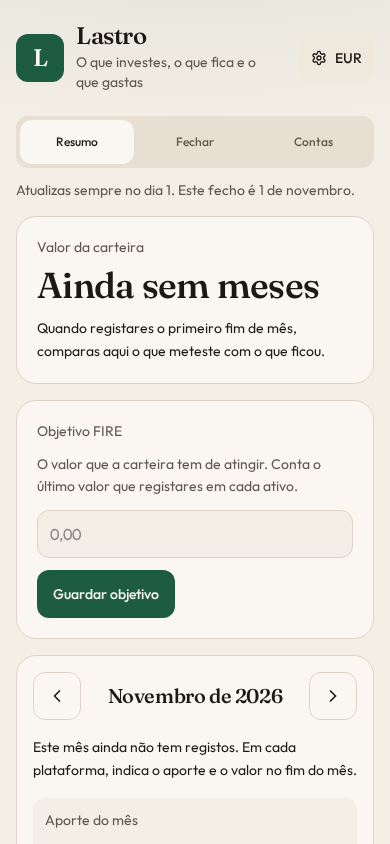 L
Lastro
O que investes, o que fica e o
que gastas
EUR
Resumo
Fechar
Contas
Atualizas sempre no dia 1. Este fecho é 1 de novembro.
Valor da carteira
Ainda sem meses
Quando registares o primeiro fim de mês,
comparas aqui o que meteste com o que ficou.
Objetivo FIRE
O valor que a carteira tem de atingir. Conta o
último valor que registares em cada ativo.
0,00
Guardar objetivo
Novembro de 2026
Este mês ainda não tem registos. Em cada
plataforma, indica o aporte e o valor no fim do mês.
Aporte do mês